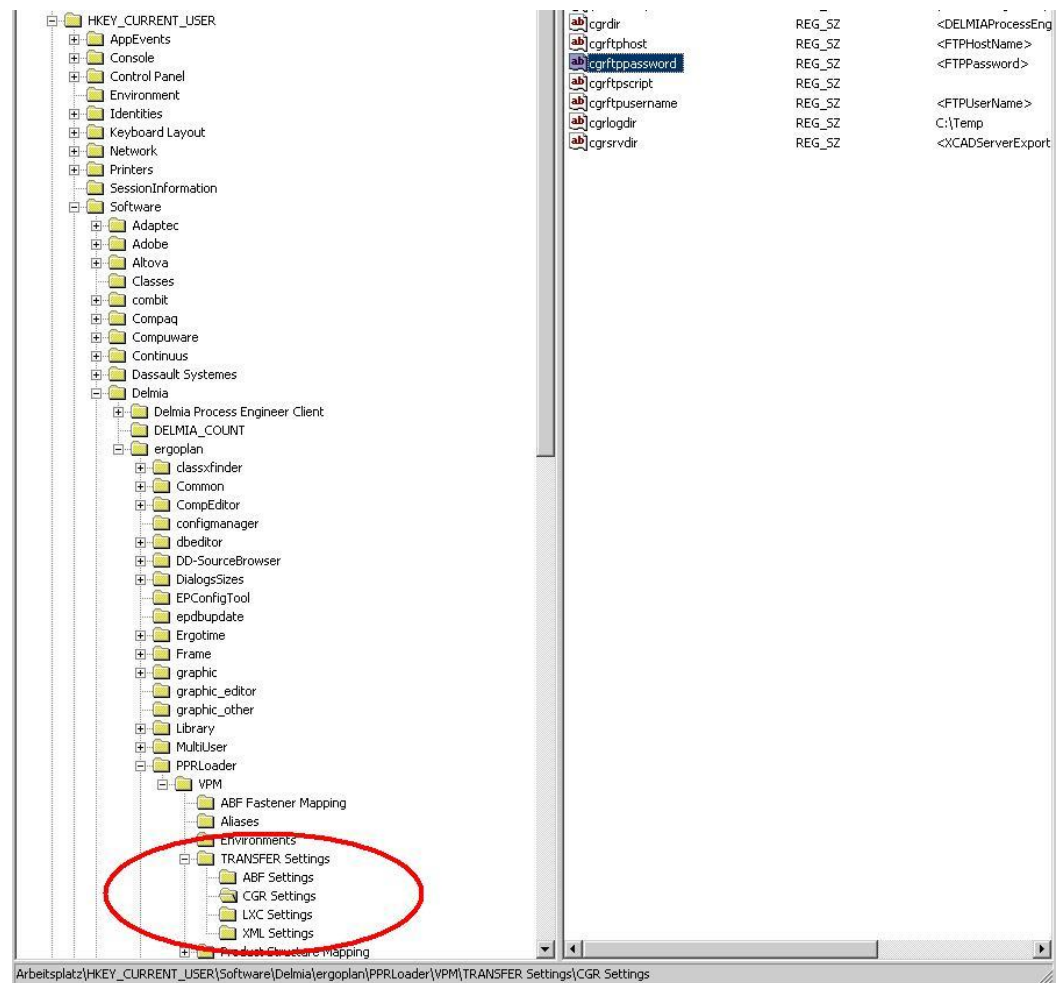 HKEY_CURRENT_USER
AppEvents
Console
Control Panel
Environment
Identities
Keyboard Layout
Network
Printers
SessionInformation
Software
Adaptec
Adobe
Altova
Classes
combit
Compaq
Compuware
Continuus
Dassault Systemes
Delmia
Delmia Process Engineer Client
DELMIA_COUNT
ergoplan
classxfinder
Common
CompEditor
configmanager
dbeditor
DD-SourceBrowser
DialogsSizes
EPConfigTool
epdbupdate
Ergotime
Frame
graphic
graphic_editor
graphic_other
Library
MultiUser
PPRLoader
VPM
ABF Fastener Mapping
Aliases
Environments
TRANSFER Settings
ABF Settings
CGR Settings
LXC Settings
XML Settings
Product Structure Mapping
cgrdir REG_SZ <DELMIAProcessEng
cgrftphost REG_SZ <FTPHostName>
cgrftppassword REG_SZ <FTPPassword>
cgrftpscript REG_SZ
cgrftpusername REG_SZ <FTPUserName>
cgrlogdir REG_SZ C:\Temp
cgrsrvdir REG_SZ <XCADServerExport
Arbeitsplatz\HKEY_CURRENT_USER\Software\Delmia\ergoplan\PPRLoader\VPM\TRANSFER Settings\CGR Settings